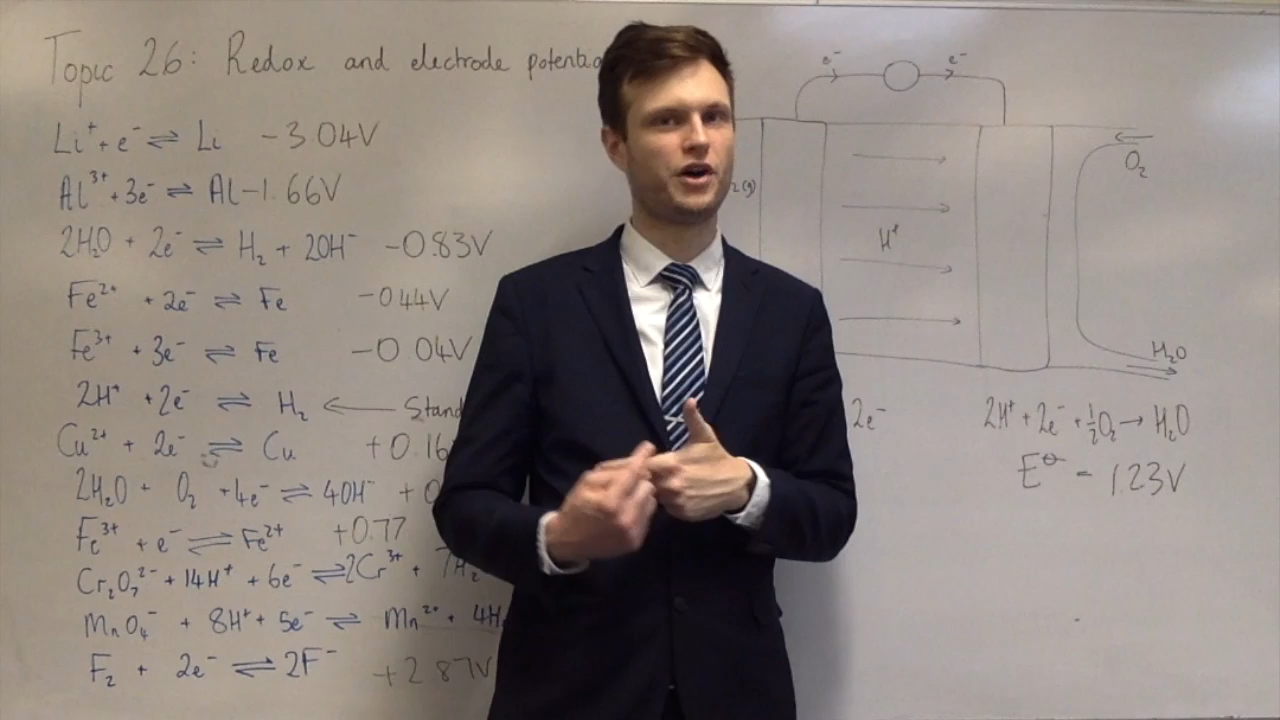 Topic 26: Redox and electrode potentia
Li⁺ + e⁻ ⇌ Li -3.04V
Al³⁺ + 3e⁻ ⇌ Al -1.66V
2H₂O + 2e⁻ ⇌ H₂ + 2OH⁻ -0.83V
Fe²⁺ + 2e⁻ ⇌ Fe -0.44V
Fe³⁺ + 3e⁻ ⇌ Fe -0.04V
2H⁺ + 2e⁻ ⇌ H₂ ← Stand
Cu²⁺ + 2e⁻ ⇌ Cu +0.16
2H₂O + O₂ + 4e⁻ ⇌ 4OH⁻ +0
Fe³⁺ + e⁻ ⇌ Fe²⁺ +0.77
Cr₂O₇²⁻ + 14H⁺ + 6e⁻ ⇌ 2Cr³⁺ + 7H₂
MnO₄⁻ + 8H⁺ + 5e⁻ ⇌ Mn²⁺ + 4H
F₂ + 2e⁻ ⇌ 2F⁻ +2.87V
e⁻ e⁻
2(g)
H⁺
O₂
H₂O
2e⁻
2H⁺ + 2e⁻ + ½O₂ → H₂O
E⊖ = 1.23V